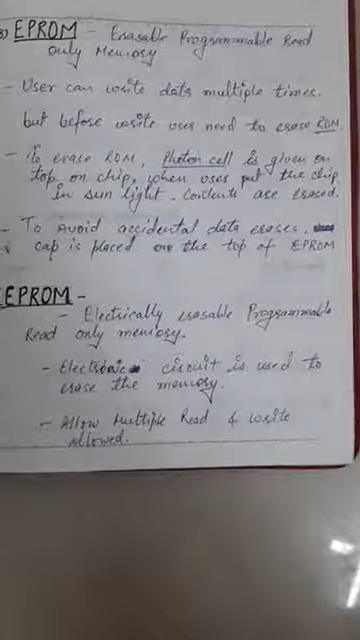 3) EPROM - Erasable Programmable Read
only Memory
- User can write data multiple times.
but before write user need to erase ROM.
- To erase ROM, Photon cell is given on
top on chip, when user put the chip
in sun light. Contents are erased.
- To Avoid accidental data erases,
cap is placed on the top of EPROM
EPROM -
- Electrically erasable Programmable
Read only memory.
- Electronic circuit is used to
erase the memory.
- Allow Multiple Read & write
allowed.